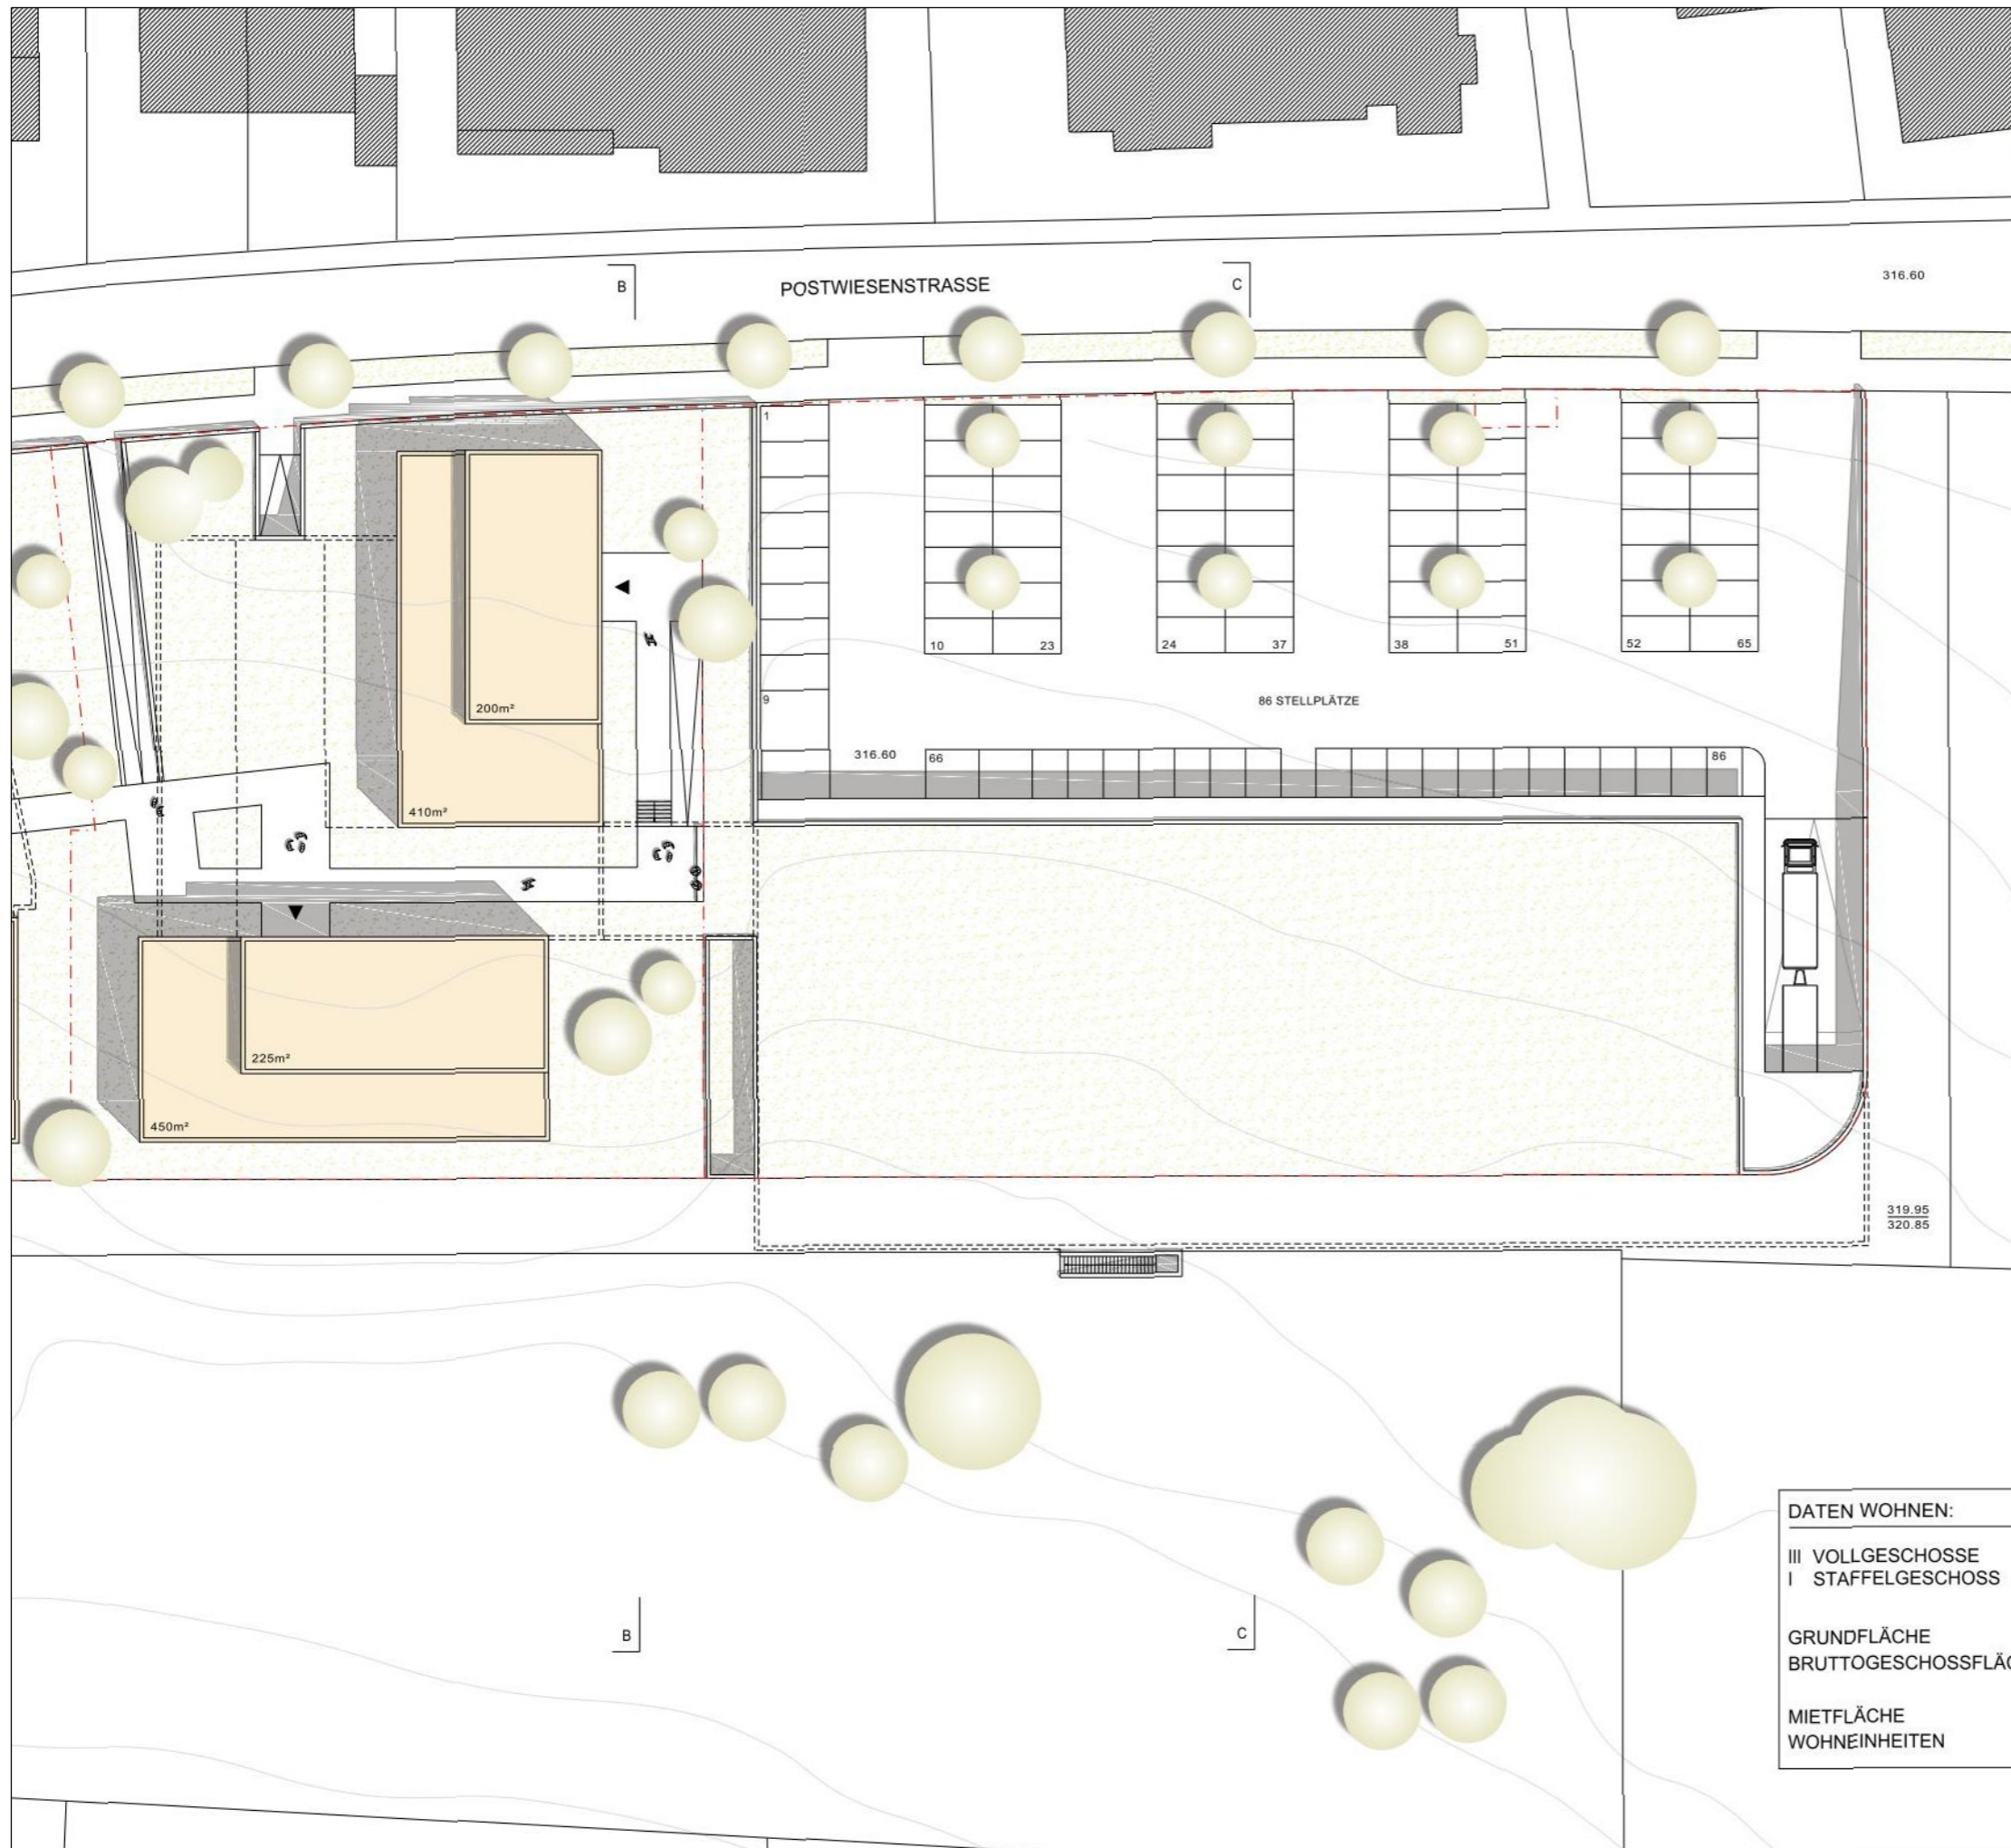 316.60
B
POSTWIESENSTRASSE
C
1
10
23
24
37
38
51
52
65
9
200m²
86 STELLPLÄTZE
316.60
66
86
410m²
225m²
450m²
319.95
320.85
DATEN WOHNEN:
III VOLLGESCHOSSE
I STAFFELGESCHOSS
GRUNDFLÄCHE
BRUTTOGESCHOSSFLÄ
MIETFLÄCHE
WOHNEINHEITEN
B
C